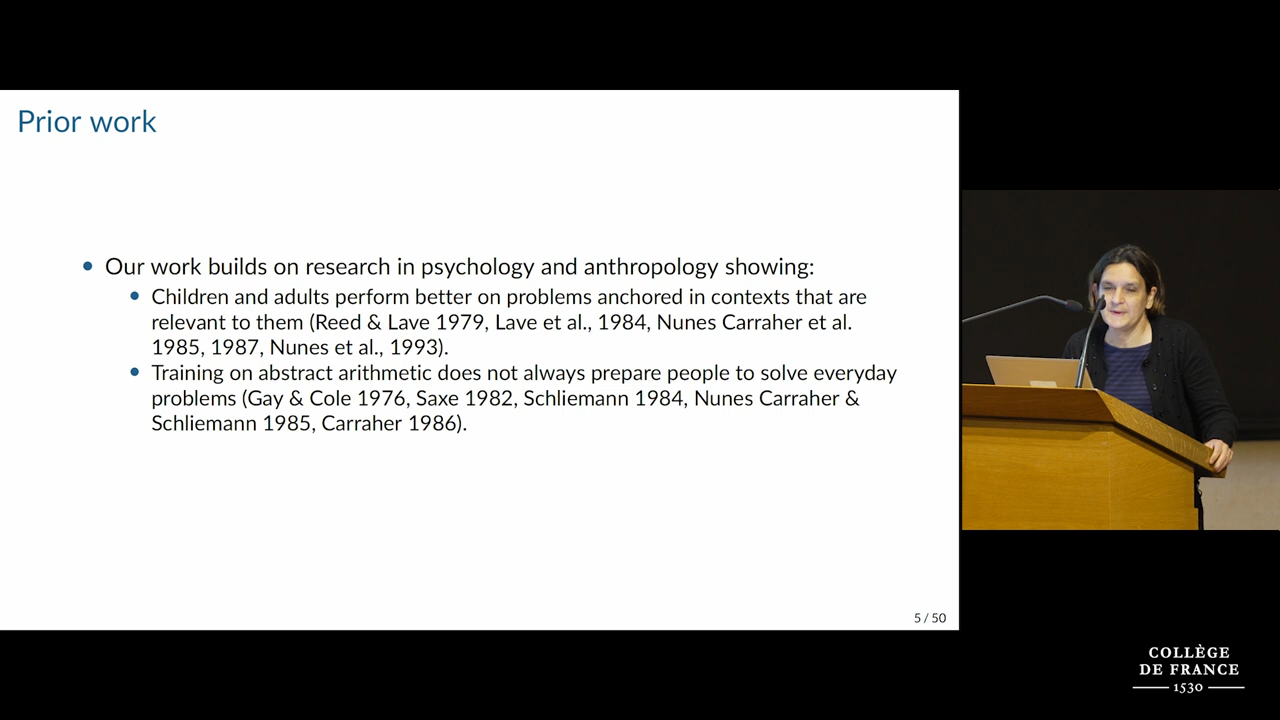 Prior work
Our work builds on research in psychology and anthropology showing:
Children and adults perform better on problems anchored in contexts that are
relevant to them (Reed & Lave 1979, Lave et al., 1984, Nunes Carraher et al.
1985, 1987, Nunes et al., 1993).
Training on abstract arithmetic does not always prepare people to solve everyday
problems (Gay & Cole 1976, Saxe 1982, Schliemann 1984, Nunes Carraher &
Schliemann 1985, Carraher 1986).
5 / 50
COLLÈGE
DE FRANCE
1530